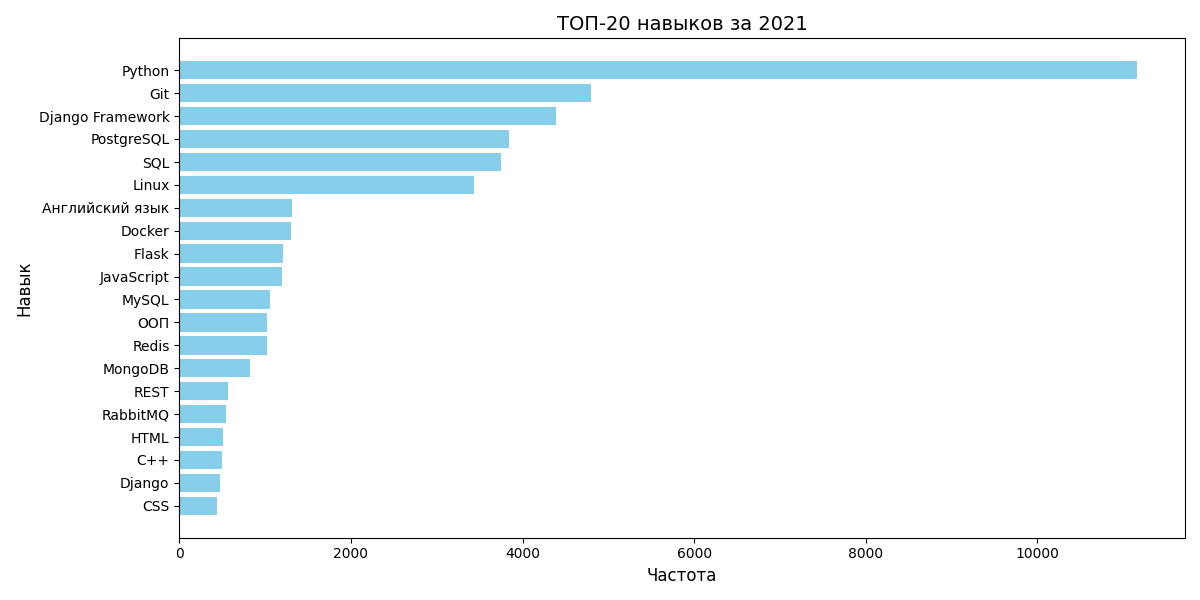 ТОП-20 навыков за 2021
Python
Git
Django Framework
PostgreSQL
SQL
Linux
Английский язык
Docker
Flask
JavaScript
MySQL
ООП
Redis
MongoDB
REST
RabbitMQ
HTML
C++
Django
CSS
Навык
0 2000 4000 6000 8000 10000
Частота